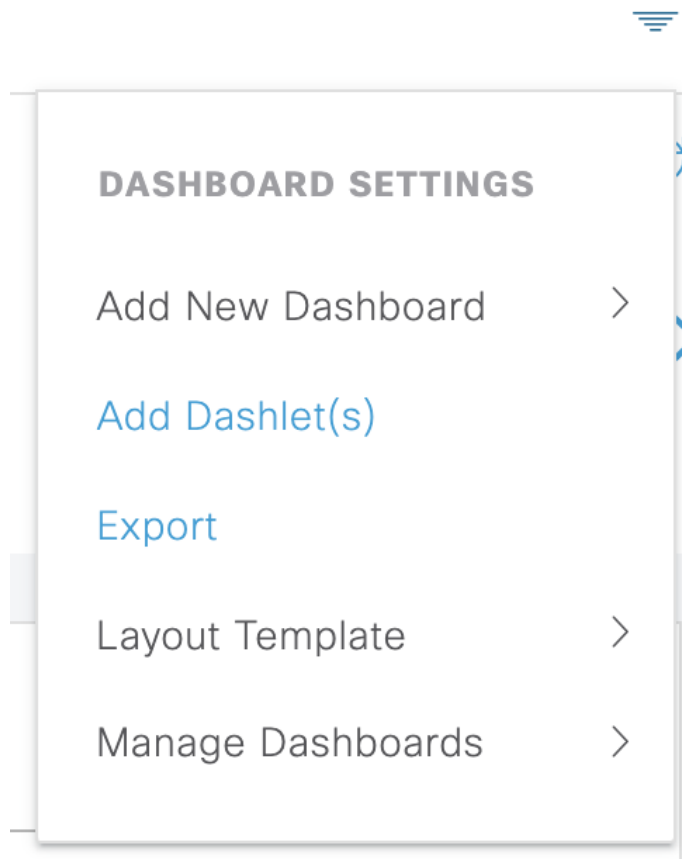 DASHBOARD SETTINGS
Add New Dashboard
Add Dashlet(s)
Export
Layout Template
Manage Dashboards